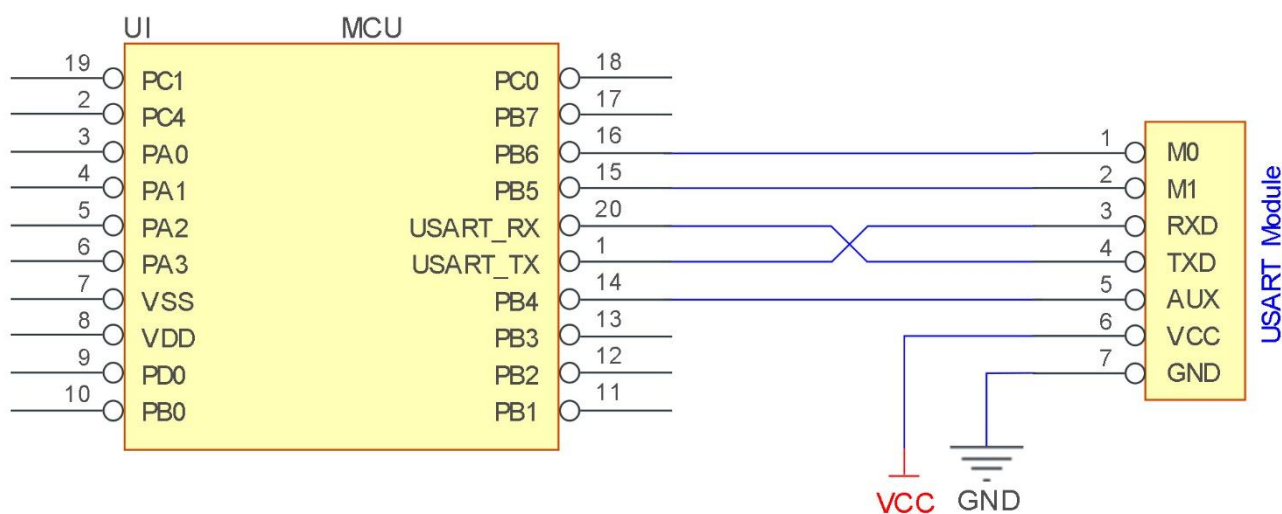 UI MCU
19 PC1 PC0 18
2 PC4 PB7 17
3 PA0 PB6 16 1 M0
4 PA1 PB5 15 2 M1
5 PA2 USART_RX 20 3 RXD
6 PA3 USART_TX 1 4 TXD
7 VSS PB4 14 5 AUX
8 VDD PB3 13 6 VCC
9 PD0 PB2 12 7 GND
10 PB0 PB1 11
USART Module
VCC GND